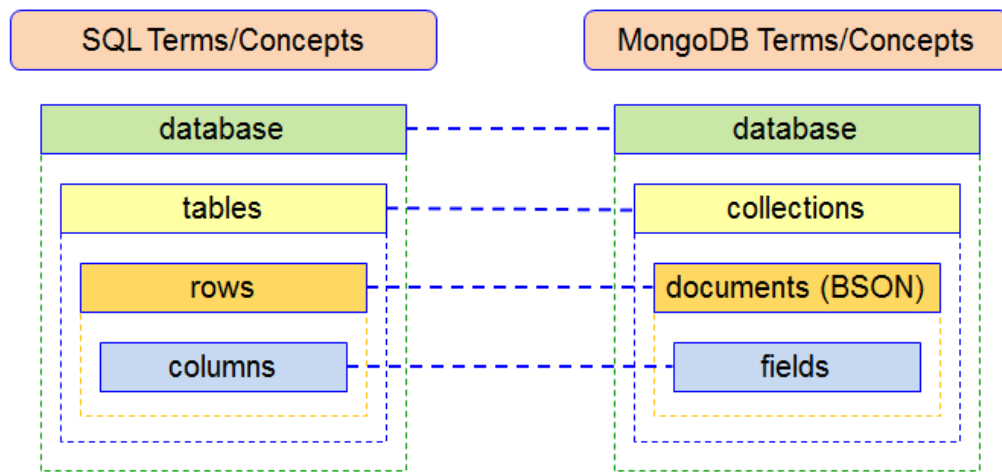 SQL Terms/Concepts
MongoDB Terms/Concepts
database
database
tables
collections
rows
documents (BSON)
columns
fields